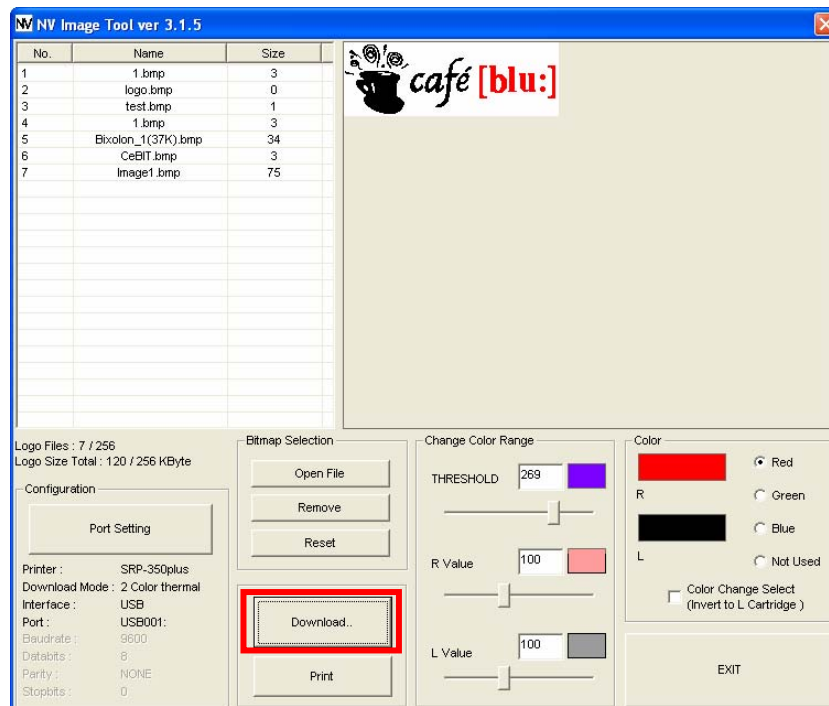 NV NV Image Tool ver 3.1.5
No. Name Size
1 1.bmp 3
2 logo.bmp 0
3 test.bmp 1
4 1.bmp 3
5 Bixolon_1(37K).bmp 34
6 CeBIT.bmp 3
7 Image1.bmp 75
café [blu:]
Logo Files : 7 / 256
Logo Size Total : 120 / 256 KByte
Configuration
Port Setting
Printer : SRP-350plus
Download Mode : 2 Color thermal
Interface : USB
Port : USB001:
Baudrate : 9600
Databits : 8
Parity : NONE
Stopbits : 0
Bitmap Selection
Open File
Remove
Reset
Download..
Print
Change Color Range
THRESHOLD 269
R Value 100
L Value 100
Color
R
L
Red
Green
Blue
Not Used
Color Change Select
(Invert to L Cartridge )
EXIT